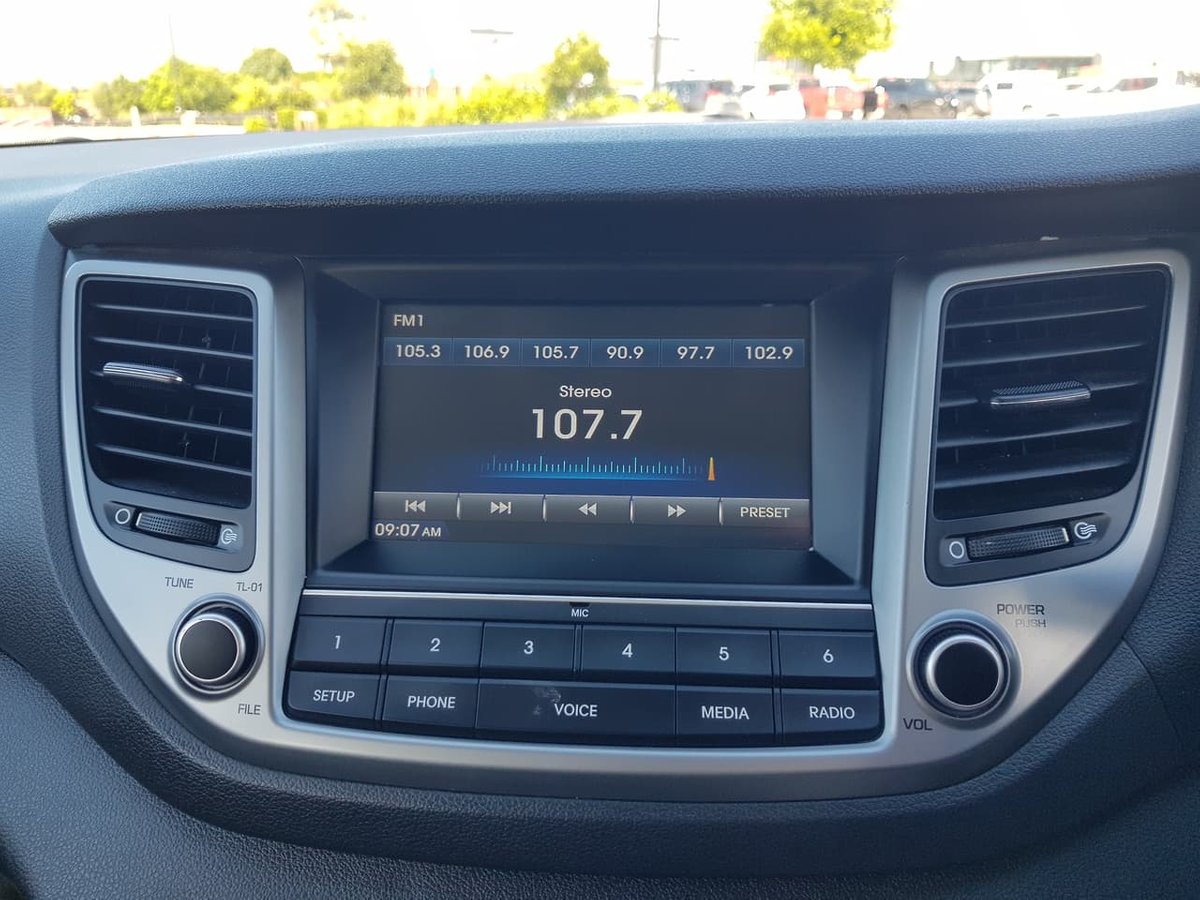 FM1
105.3 106.9 105.7 90.9 97.7 102.9
Stereo
107.7
PRESET
09:07 AM
TUNE TL-01
FILE
MIC
1 2 3 4 5 6
SETUP PHONE VOICE MEDIA RADIO
POWER
PUSH
VOL